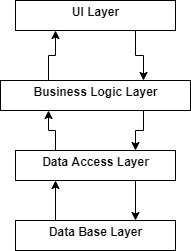 UI Layer
Business Logic Layer
Data Access Layer
Data Base Layer